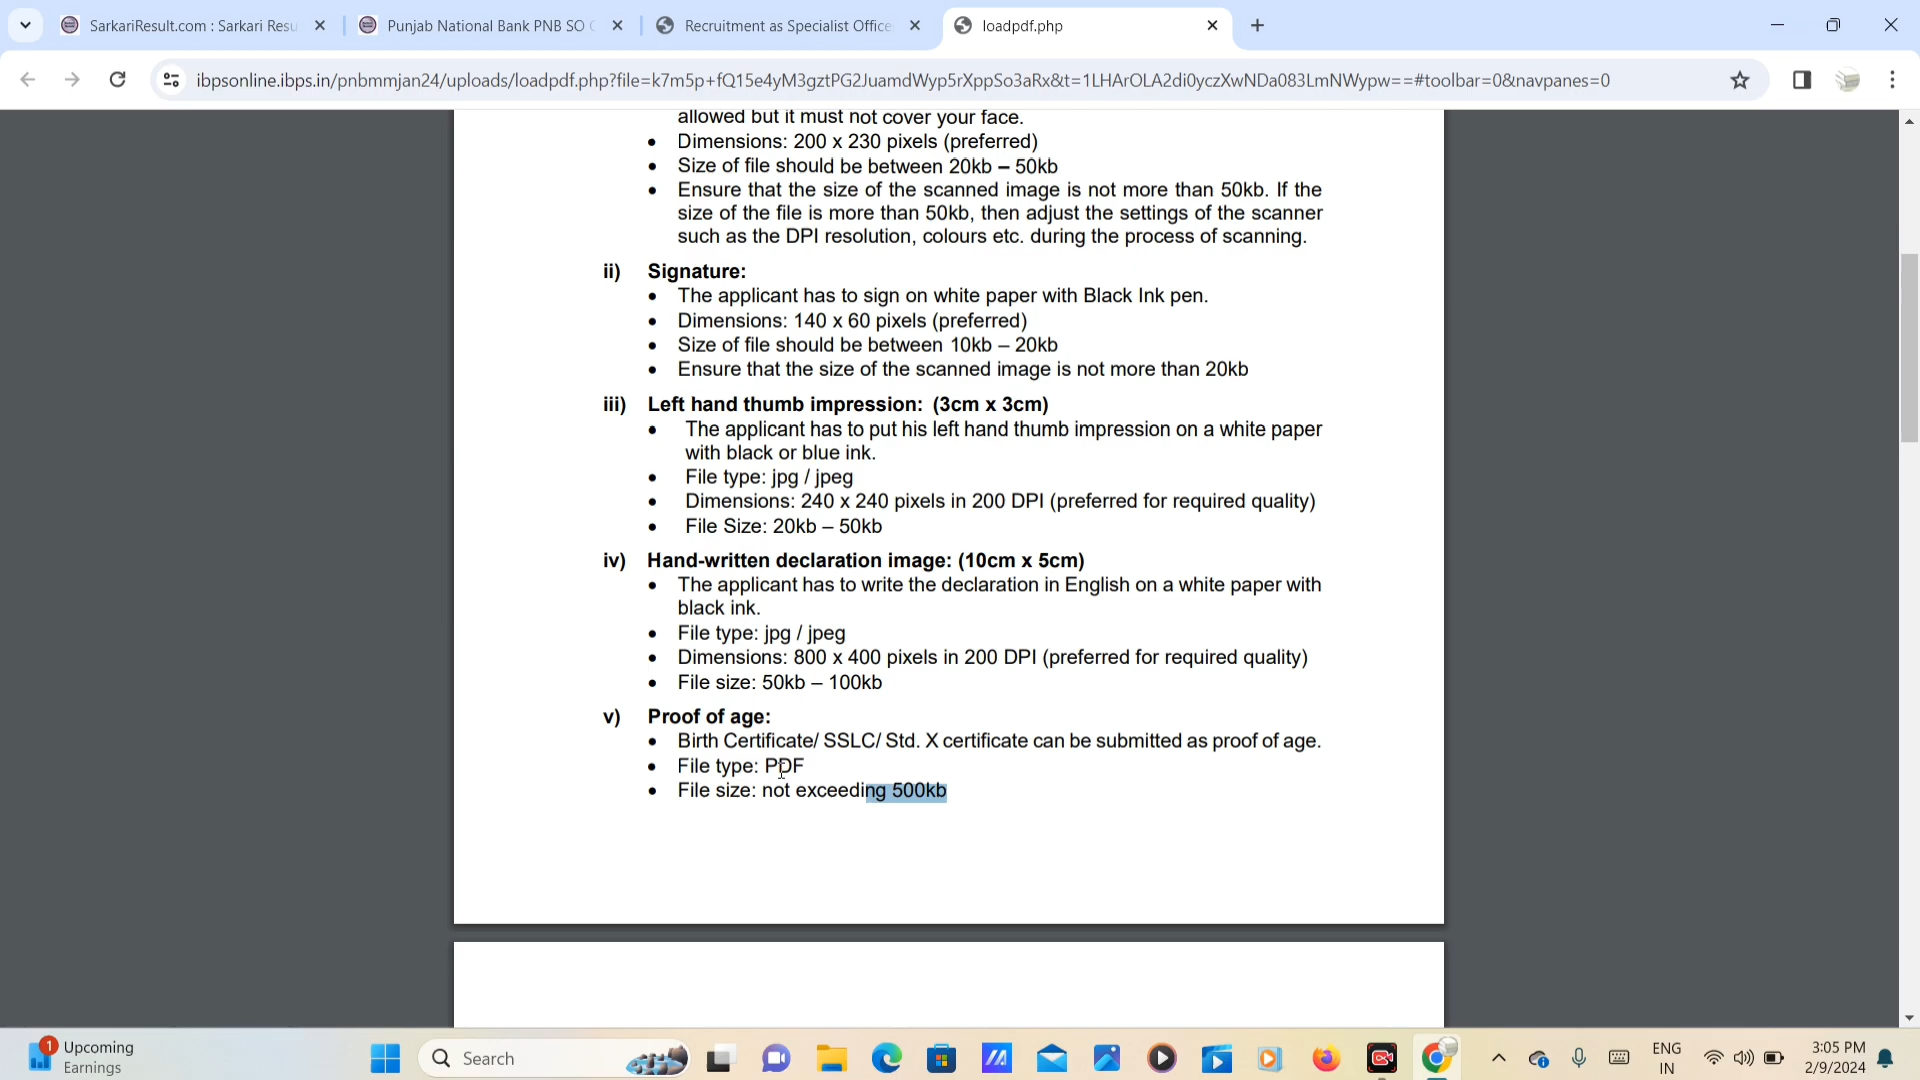 SarkariResult.com : Sarkari Resu
Punjab National Bank PNB SO
Recruitment as Specialist Office
loadpdf.php
ibpsonline.ibps.in/pnbmmjan24/uploads/loadpdf.php?file=k7m5p+fQ15e4yM3gztPG2JuamdWyp5rXppSo3aRx&t=1LHArOLA2di0yczXwNDa083LmNWypw==#toolbar=0&navpanes=0
allowed but it must not cover your face.
• Dimensions: 200 x 230 pixels (preferred)
• Size of file should be between 20kb – 50kb
• Ensure that the size of the scanned image is not more than 50kb. If the
size of the file is more than 50kb, then adjust the settings of the scanner
such as the DPI resolution, colours etc. during the process of scanning.
ii) Signature:
• The applicant has to sign on white paper with Black Ink pen.
• Dimensions: 140 x 60 pixels (preferred)
• Size of file should be between 10kb – 20kb
• Ensure that the size of the scanned image is not more than 20kb
iii) Left hand thumb impression: (3cm x 3cm)
• The applicant has to put his left hand thumb impression on a white paper
with black or blue ink.
• File type: jpg / jpeg
• Dimensions: 240 x 240 pixels in 200 DPI (preferred for required quality)
• File Size: 20kb – 50kb
iv) Hand-written declaration image: (10cm x 5cm)
• The applicant has to write the declaration in English on a white paper with
black ink.
• File type: jpg / jpeg
• Dimensions: 800 x 400 pixels in 200 DPI (preferred for required quality)
• File size: 50kb – 100kb
v) Proof of age:
• Birth Certificate/ SSLC/ Std. X certificate can be submitted as proof of age.
• File type: PDF
• File size: not exceeding 500kb
1
Upcoming
Earnings
Search
ENG
IN
3:05 PM
2/9/2024